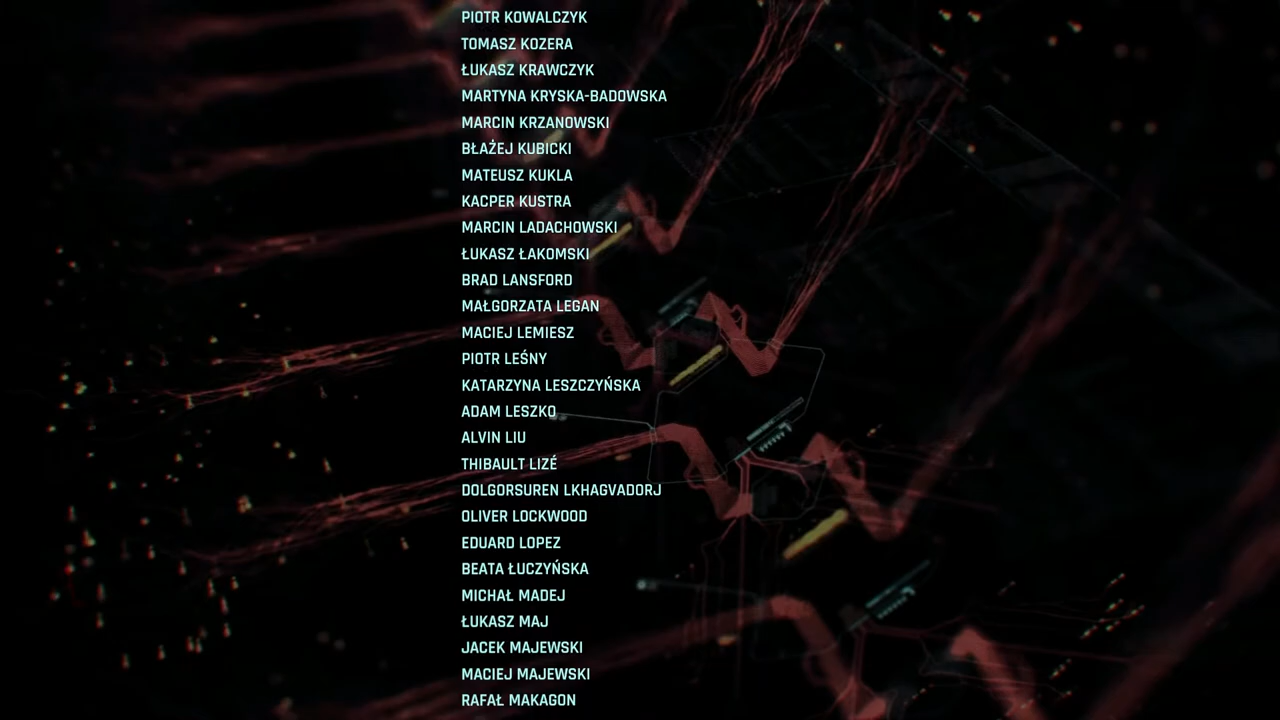 PIOTR KOWALCZYK
TOMASZ KOZERA
ŁUKASZ KRAWCZYK
MARTYNA KRYSKA-BADOWSKA
MARCIN KRZANOWSKI
BŁAŻEJ KUBICKI
MATEUSZ KUKLA
KACPER KUSTRA
MARCIN LADACHOWSKI
ŁUKASZ ŁAKOMSKI
BRAD LANSFORD
MAŁGORZATA LEGAN
MACIEJ LEMIESZ
PIOTR LEŚNY
KATARZYNA LESZCZYŃSKA
ADAM LESZKO
ALVIN LIU
THIBAULT LIZÉ
DOLGORSUREN LKHAGVADORJ
OLIVER LOCKWOOD
EDUARD LOPEZ
BEATA ŁUCZYŃSKA
MICHAŁ MADEJ
ŁUKASZ MAJ
JACEK MAJEWSKI
MACIEJ MAJEWSKI
RAFAŁ MAKAGON